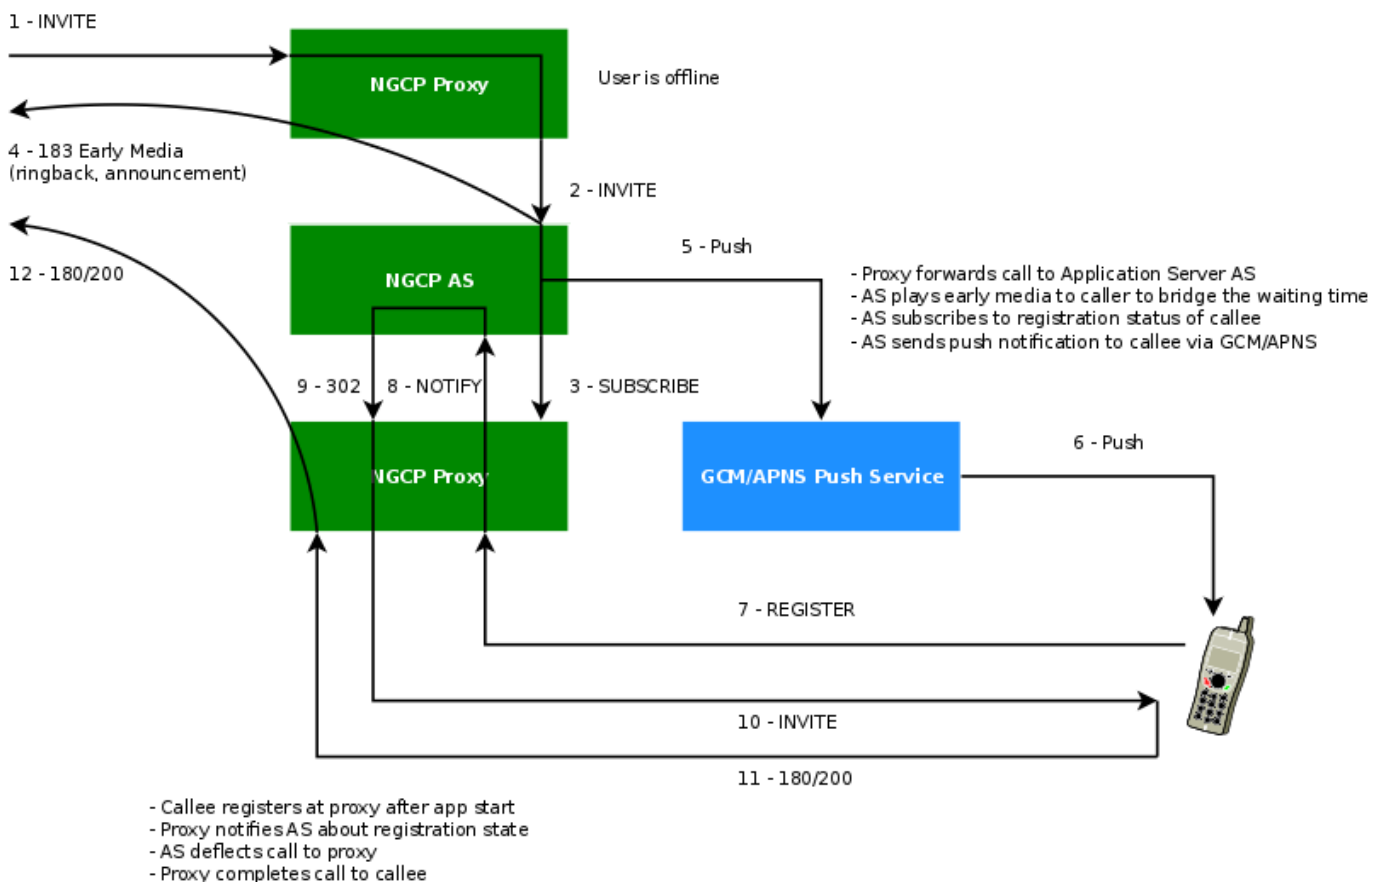 1 - INVITE
NGCP Proxy
User is offline
4 - 183 Early Media
(ringback, announcement)
2 - INVITE
5 - Push
12 - 180/200
NGCP AS
- Proxy forwards call to Application Server AS
- AS plays early media to caller to bridge the waiting time
- AS subscribes to registration status of callee
- AS sends push notification to callee via GCM/APNS
9 - 302
8 - NOTIFY
3 - SUBSCRIBE
6 - Push
NGCP Proxy
GCM/APNS Push Service
7 - REGISTER
10 - INVITE
11 - 180/200
- Callee registers at proxy after app start
- Proxy notifies AS about registration state
- AS deflects call to proxy
- Proxy completes call to callee